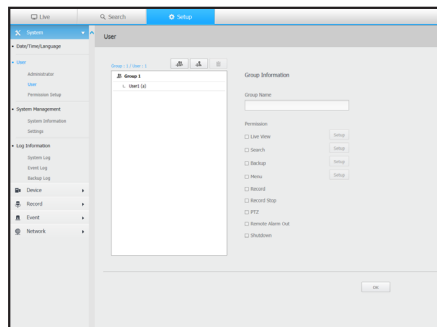 Live
Search
Setup
System
User
Date/Time/Language
User
Administrator
User
Permission Setup
System Management
System Information
Settings
Log Information
System Log
Event Log
Backup Log
Device
Record
Event
Network
Group : 1 / User : 1
Group 1
User1 (a)
Group Information
Group Name
Permission
Live View
Setup
Search
Setup
Backup
Setup
Menu
Setup
Record
Record Stop
PTZ
Remote Alarm Out
Shutdown
OK